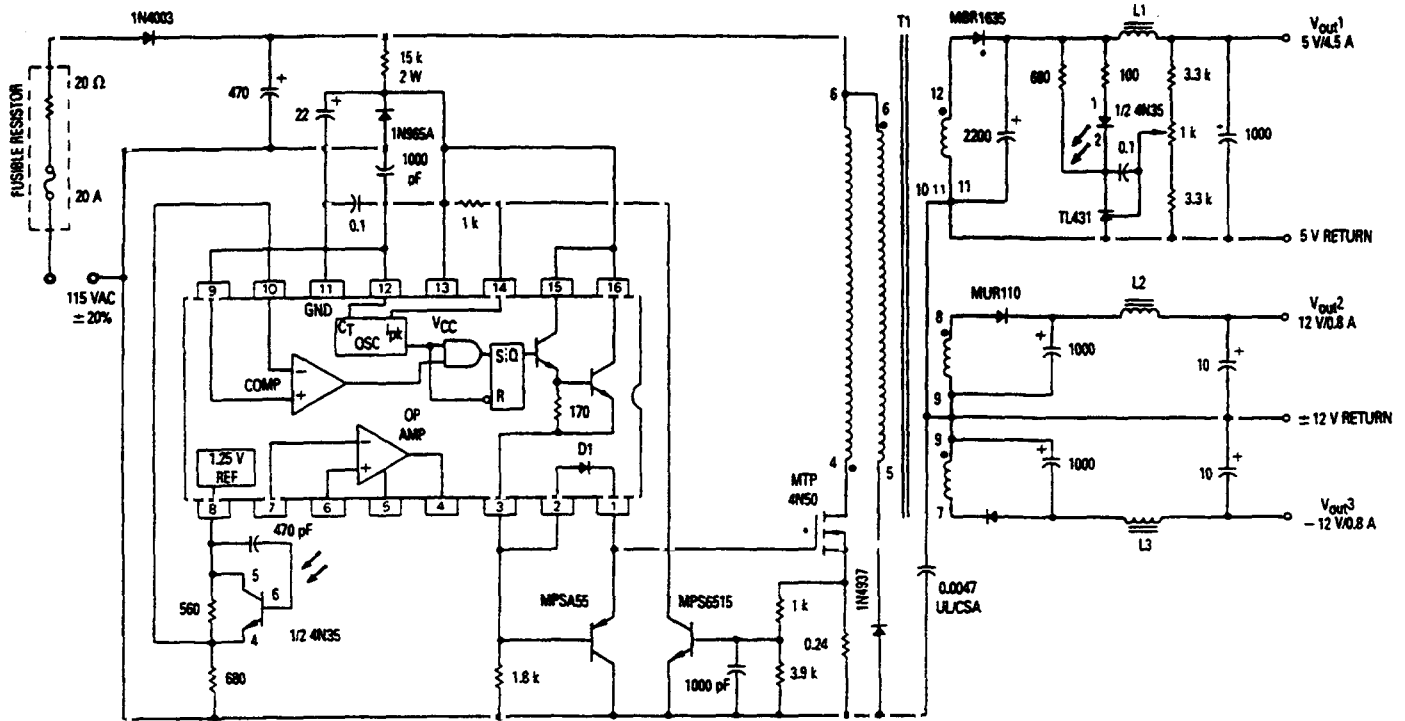 1N4003
T1
MBR1635
L1
Vout1
5 V/4.5 A
FUSIBLE RESISTOR
20 Ω
20 A
470
+
15 k
2 W
22
+
1N965A
1000
pF
0.1
1 k
6
6
12
2200
+
680
100
1
1/2 4N35
2
0.1
TL431
3.3 k
1 k
3.3 k
1000
10
11
11
5 V RETURN
115 VAC
± 20%
9
10
11
12
13
14
15
16
GND
CT
Ipk
OSC
VCC
COMP
−
+
S
Q
R
170
OP
AMP
−
+
D1
1.25 V
REF
8
7
6
5
4
3
2
1
MUR110
L2
Vout2
12 V/0.8 A
8
+
1000
10
+
9
± 12 V RETURN
9
+
1000
10
+
7
L3
Vout3
− 12 V/0.8 A
4
5
MTP
4N50
470 pF
5
6
4
560
1/2 4N35
680
MPSA55
MPS6515
1.8 k
1 k
0.24
1000 pF
3.9 k
1N4937
0.0047
UL/CSA